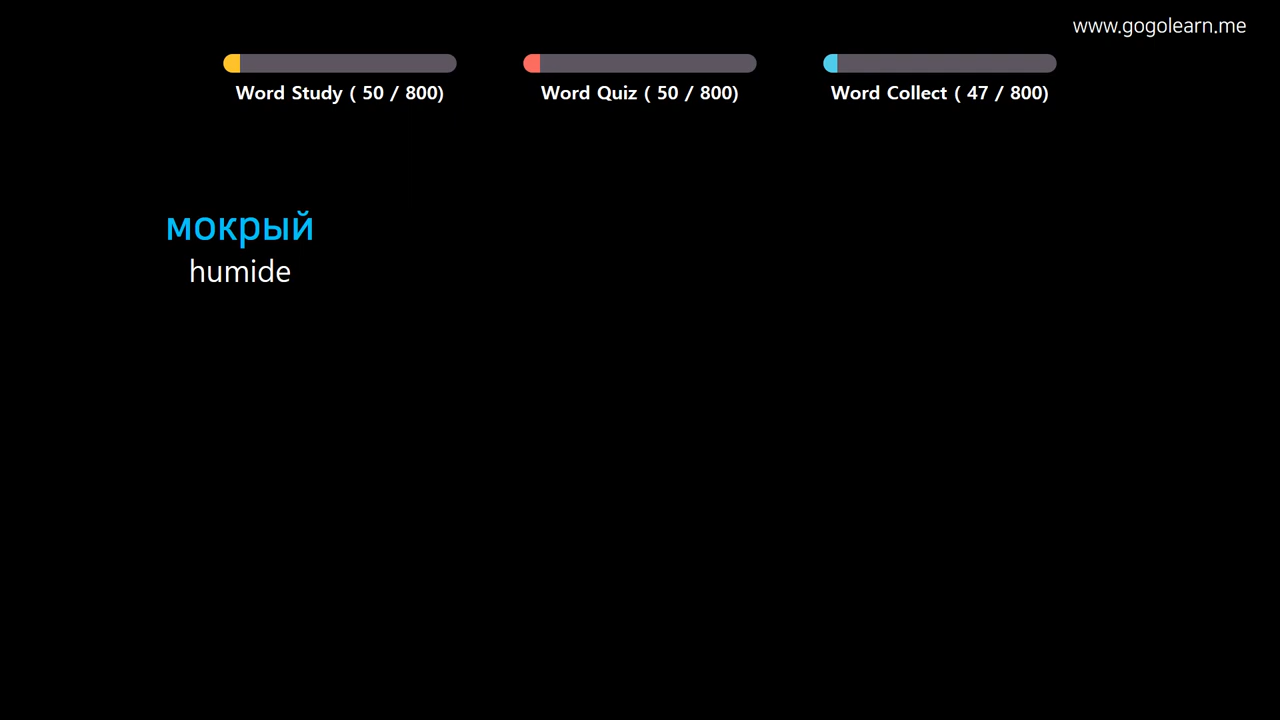 www.gogolearn.me
Word Study ( 50 / 800)
Word Quiz ( 50 / 800)
Word Collect ( 47 / 800)
мокрый
humide